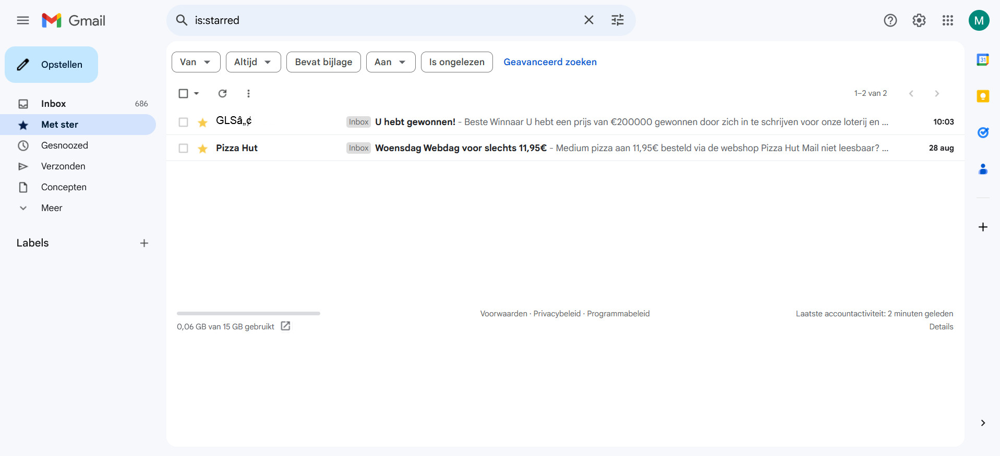 Gmail
is:starred
M
Opstellen
Inbox 686
Met ster
Gesnoozed
Verzonden
Concepten
Meer
Labels
Van Altijd Bevat bijlage Aan Is ongelezen Geavanceerd zoeken
1–2 van 2
GLSâ„¢ Inbox U hebt gewonnen! - Beste Winnaar U hebt een prijs van €200000 gewonnen door zich in te schrijven voor onze loterij en ... 10:03
Pizza Hut Inbox Woensdag Webdag voor slechts 11,95€ - Medium pizza aan 11,95€ besteld via de webshop Pizza Hut Mail niet leesbaar? ... 28 aug
0,06 GB van 15 GB gebruikt
Voorwaarden · Privacybeleid · Programmabeleid
Laatste accountactiviteit: 2 minuten geleden
Details
31